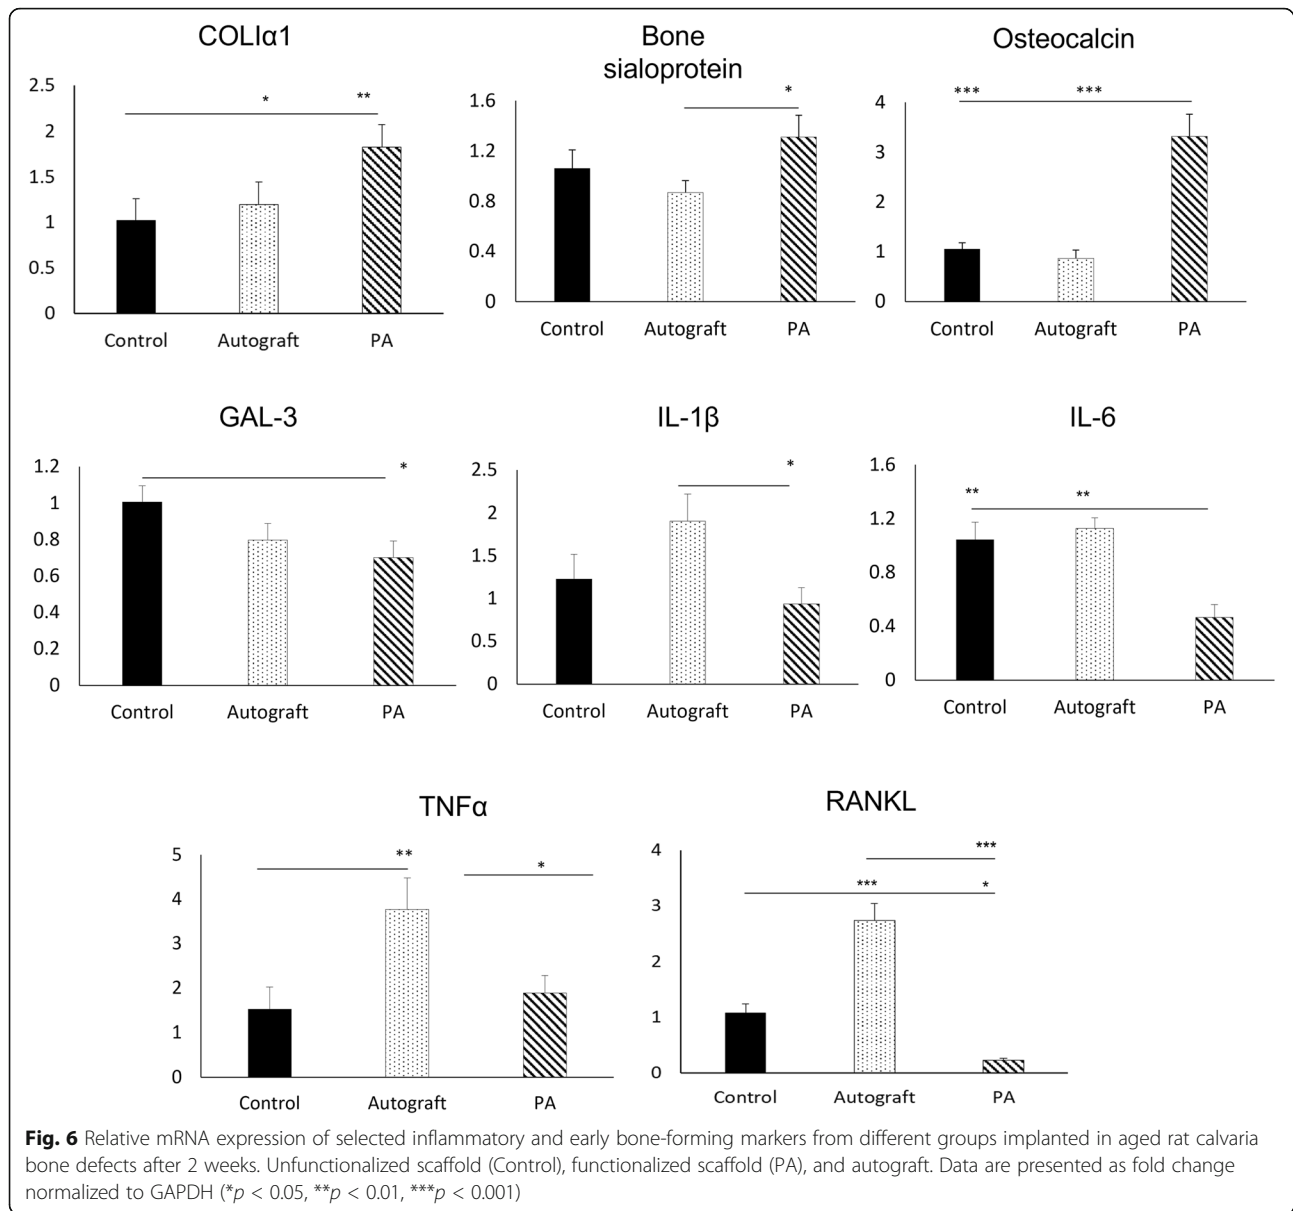 COLIα1
2.5
2
1.5
1
0.5
0
* **
Control Autograft PA
Bone
sialoprotein
1.6
1.2
0.8
0.4
0
*
Control Autograft PA
Osteocalcin
4
3
2
1
0
*** ***
Control Autograft PA
GAL-3
1.2
1
0.8
0.6
0.4
0.2
0
*
Control Autograft PA
IL-1β
2.5
2
1.5
1
0.5
0
*
Control Autograft PA
IL-6
1.6
1.2
0.8
0.4
0
** **
Control Autograft PA
TNFα
5
4
3
2
1
0
** *
Control Autograft PA
RANKL
4
3
2
1
0
***
*** *
Control Autograft PA
Fig. 6 Relative mRNA expression of selected inflammatory and early bone-forming markers from different groups implanted in aged rat calvaria
bone defects after 2 weeks. Unfunctionalized scaffold (Control), functionalized scaffold (PA), and autograft. Data are presented as fold change
normalized to GAPDH (*p < 0.05, **p < 0.01, ***p < 0.001)